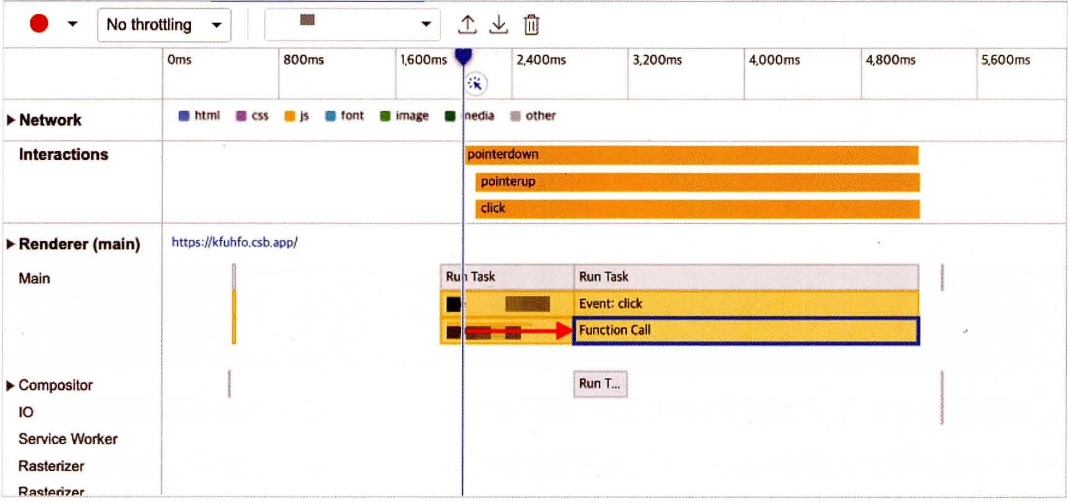 No throttling
0ms 800ms 1,600ms 2,400ms 3,200ms 4,000ms 4,800ms 5,600ms
Network html css js font image media other
Interactions pointerdown
pointerup
click
Renderer (main) https://kfuhfo.csb.app/
Main Run Task Run Task
Event: click
Function Call
Compositor Run T...
IO
Service Worker
Rasterizer
Rasterizer